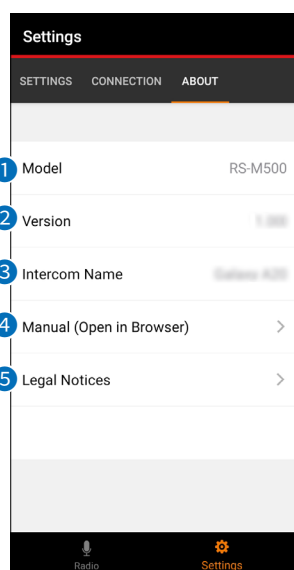 Settings
SETTINGS CONNECTION ABOUT
1 Model RS-M500
2 Version
3 Intercom Name
4 Manual (Open in Browser)
5 Legal Notices
Radio Settings